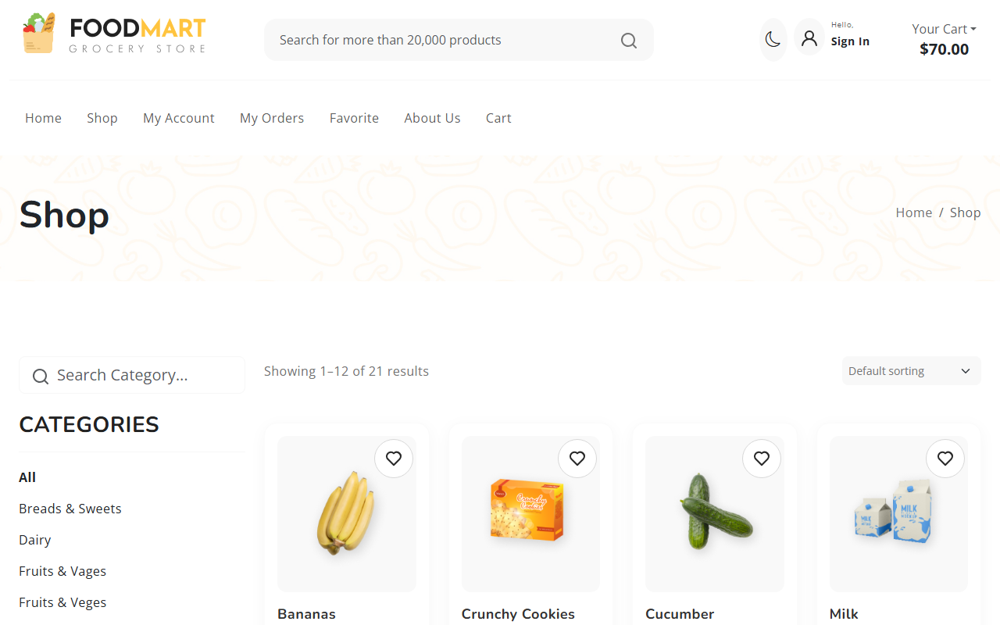 FOODMART
GROCERY STORE
Search for more than 20,000 products
Hello,
Sign In
Your Cart
$70.00
Home
Shop
My Account
My Orders
Favorite
About Us
Cart
Shop
Home / Shop
Search Category...
Showing 1–12 of 21 results
Default sorting
CATEGORIES
All
Breads & Sweets
Dairy
Fruits & Vages
Fruits & Veges
Crunchy
Cookies
MILK
MILK
Bananas
Crunchy Cookies
Cucumber
Milk